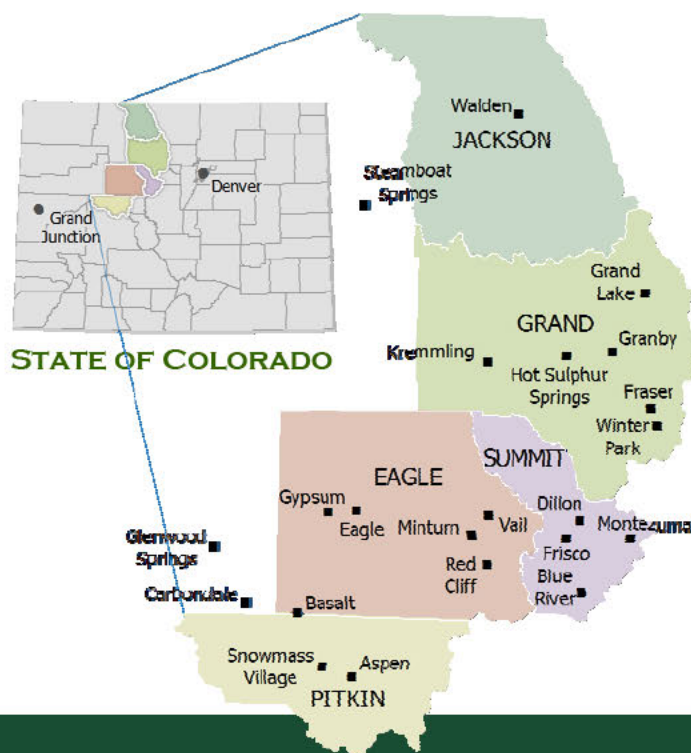 Denver
Grand
Junction
STATE OF COLORADO
Walden
JACKSON
Steamboat
Springs
Grand
Lake
GRAND
Granby
Kremmling
Hot Sulphur
Springs
Fraser
Winter
Park
SUMMIT
EAGLE
Gypsum
Eagle
Minturn
Vail
Dillon
Montezuma
Frisco
Red
Cliff
Blue
River
Glenwood
Springs
Carbondale
Basalt
Snowmass
Village
Aspen
PITKIN